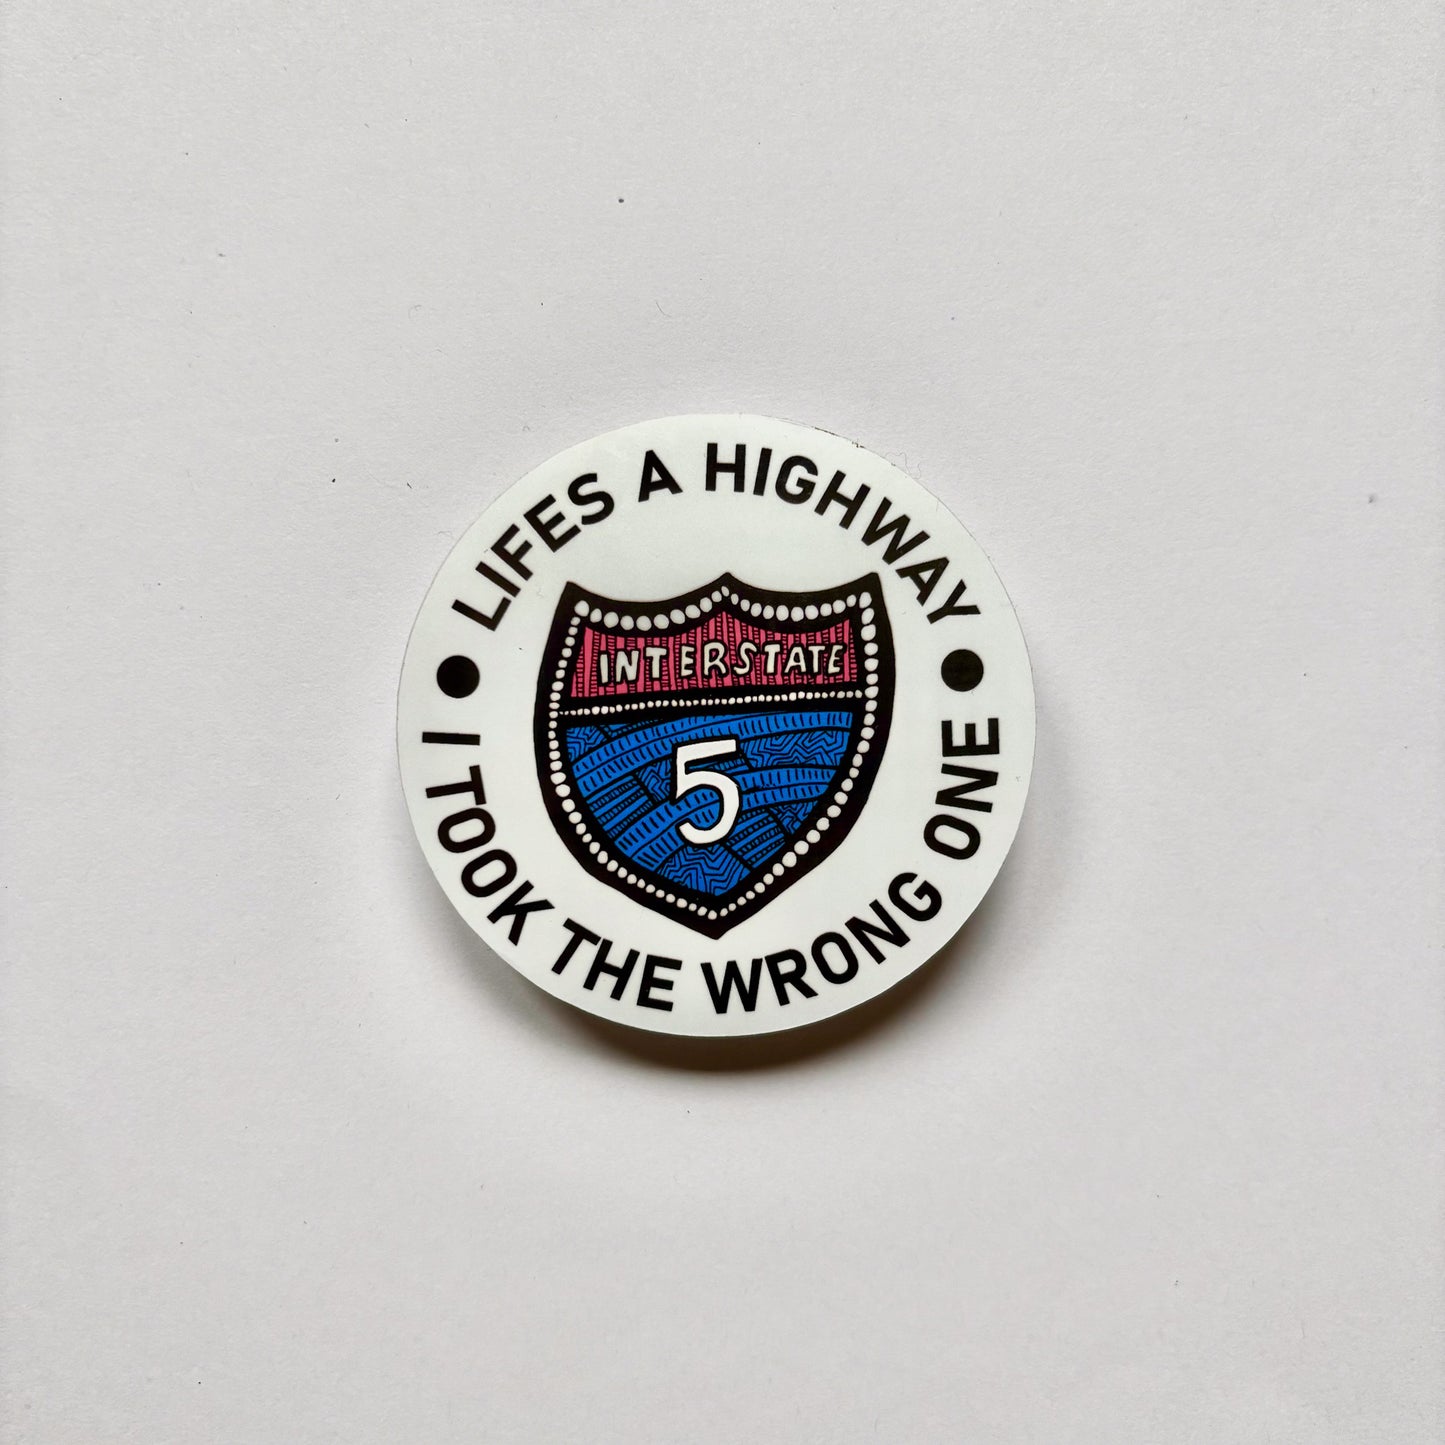 LIFES A HIGHWAY
INTERSTATE
5
I TOOK THE WRONG ONE